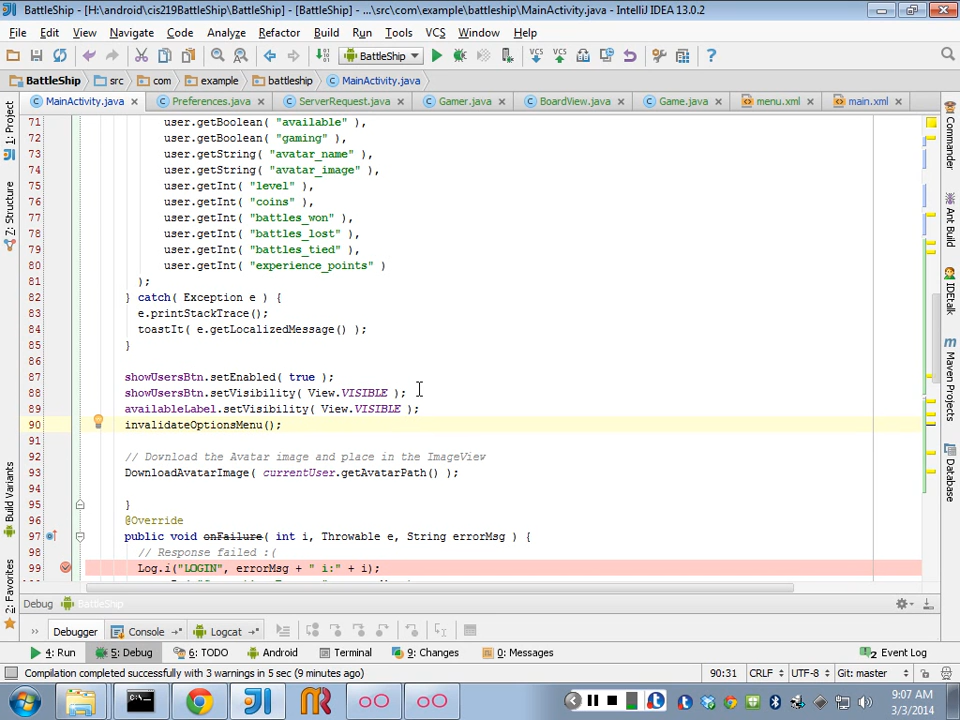 BattleShip - [H:\android\cis219BattleShip\BattleShip] - [BattleShip] - ...\src\com\example\battleship\MainActivity.java - IntelliJ IDEA 13.0.2
File Edit View Navigate Code Analyze Refactor Build Run Tools VCS Window Help
BattleShip
BattleShip src com example battleship MainActivity.java
MainActivity.java Preferences.java ServerRequest.java Gamer.java BoardView.java Game.java menu.xml main.xml
71 user.getBoolean( "available" ),
72 user.getBoolean( "gaming" ),
73 user.getString( "avatar_name" ),
74 user.getString( "avatar_image" ),
75 user.getInt( "level" ),
76 user.getInt( "coins" ),
77 user.getInt( "battles_won" ),
78 user.getInt( "battles_lost" ),
79 user.getInt( "battles_tied" ),
80 user.getInt( "experience_points" )
81 );
82 } catch( Exception e ) {
83 e.printStackTrace();
84 toastIt( e.getLocalizedMessage() );
85 }
86
87 showUsersBtn.setEnabled( true );
88 showUsersBtn.setVisibility( View.VISIBLE );
89 availableLabel.setVisibility( View.VISIBLE );
90 invalidateOptionsMenu();
91
92 // Download the Avatar image and place in the ImageView
93 DownloadAvatarImage( currentUser.getAvatarPath() );
94
95 }
96 @Override
97 public void onFailure( int i, Throwable e, String errorMsg ) {
98 // Response failed :(
99 Log.i("LOGIN", errorMsg + " i:" + i);
1: Project
7: Structure
Build Variants
2: Favorites
Commander
Ant Build
IDEtalk
Maven Projects
Database
Debug BattleShip
Debugger Console Logcat
4: Run 5: Debug 6: TODO Android Terminal 9: Changes 0: Messages Event Log
Compilation completed successfully with 3 warnings in 5 sec (9 minutes ago) 90:31 CRLF UTF-8 Git: master
9:07 AM
3/3/2014